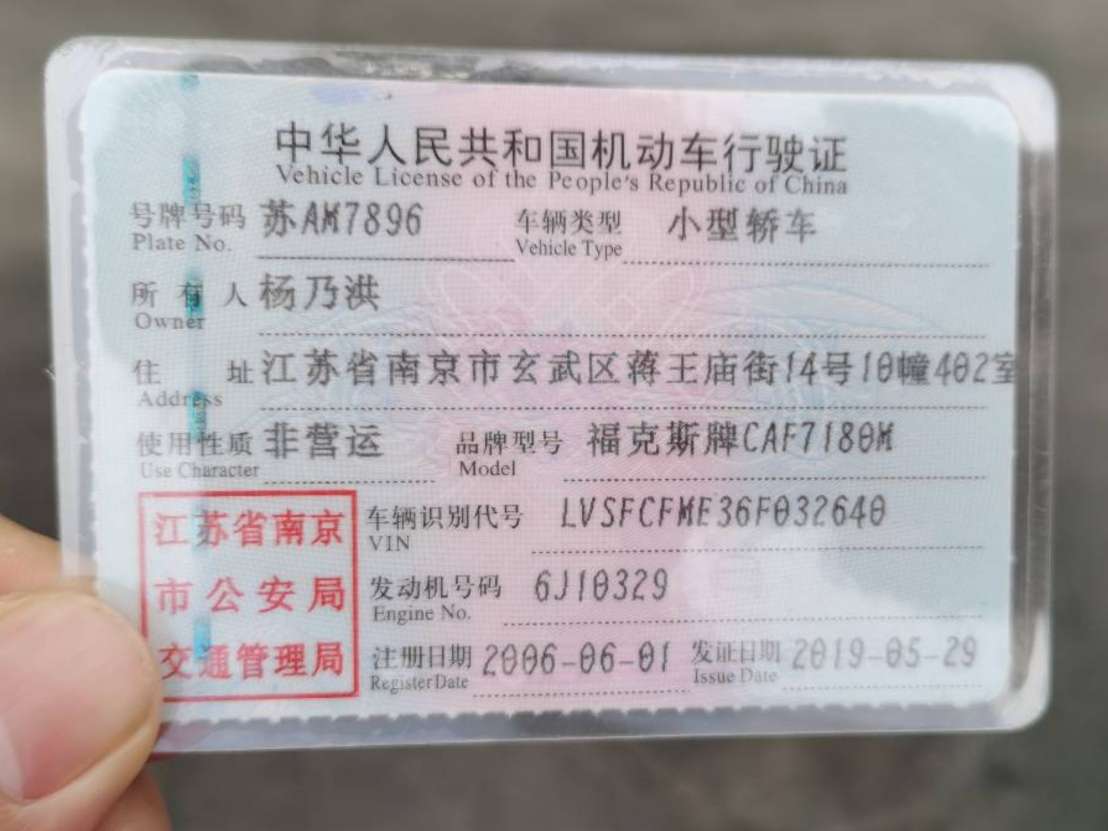 中华人民共和国机动车行驶证
Vehicle License of the People's Republic of China
号牌号码 苏AM7896 车辆类型 小型轿车
Plate No. Vehicle Type
所有人 杨乃洪
Owner
住址 江苏省南京市玄武区蒋王庙街14号10幢402室
Address
使用性质 非营运 品牌型号 福克斯牌CAF7180M
Use Character Model
江苏省南京
市公安局
交通管理局
车辆识别代号 LVSFCFME36F032640
VIN
发动机号码 6J10329
Engine No.
注册日期 2006-06-01 发证日期 2019-05-29
Register Date Issue Date